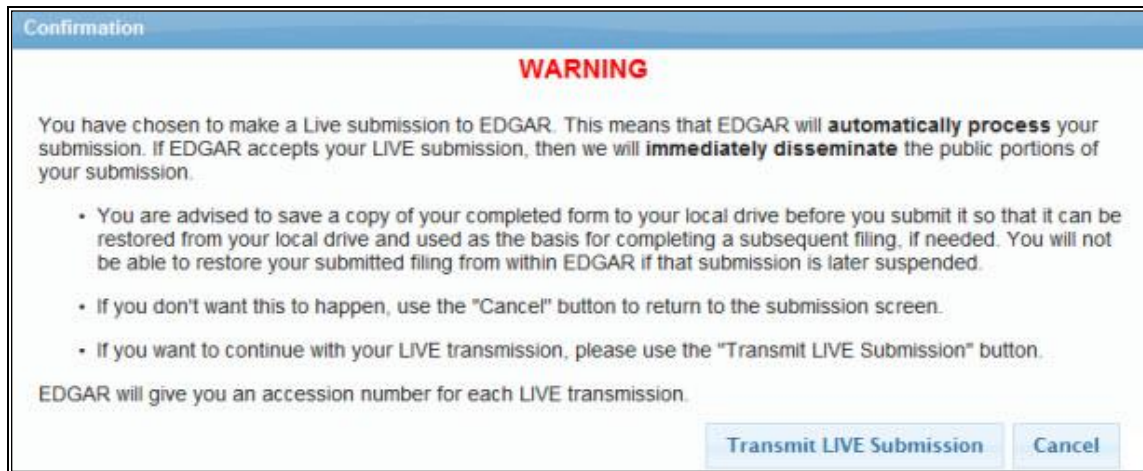 Confirmation
WARNING
You have chosen to make a Live submission to EDGAR. This means that EDGAR will automatically process your
submission. If EDGAR accepts your LIVE submission, then we will immediately disseminate the public portions of
your submission.
• You are advised to save a copy of your completed form to your local drive before you submit it so that it can be
restored from your local drive and used as the basis for completing a subsequent filing, if needed. You will not
be able to restore your submitted filing from within EDGAR if that submission is later suspended.
• If you don't want this to happen, use the "Cancel" button to return to the submission screen.
• If you want to continue with your LIVE transmission, please use the "Transmit LIVE Submission" button.
EDGAR will give you an accession number for each LIVE transmission.
Transmit LIVE Submission Cancel